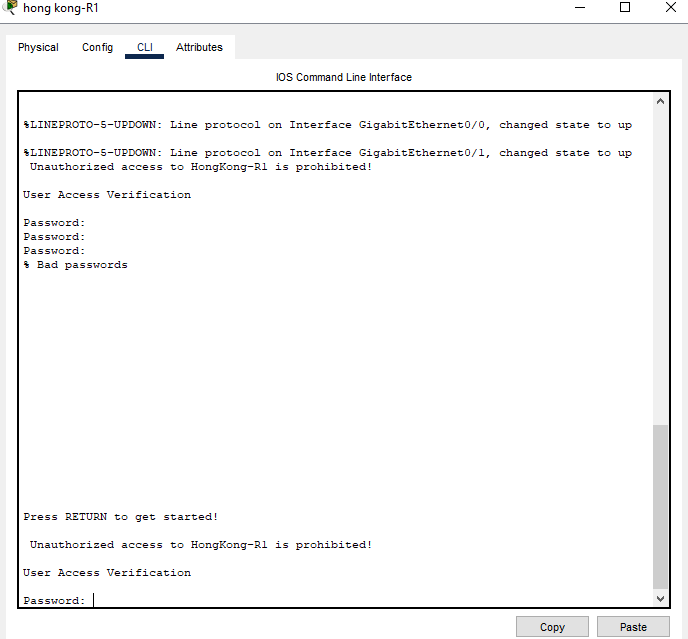 hong kong-R1
Physical Config CLI Attributes
IOS Command Line Interface
%LINEPROTO-5-UPDOWN: Line protocol on Interface GigabitEthernet0/0, changed state to up
%LINEPROTO-5-UPDOWN: Line protocol on Interface GigabitEthernet0/1, changed state to up
Unauthorized access to HongKong-R1 is prohibited!
User Access Verification
Password:
Password:
Password:
% Bad passwords
Press RETURN to get started!
Unauthorized access to HongKong-R1 is prohibited!
User Access Verification
Password:
Copy Paste